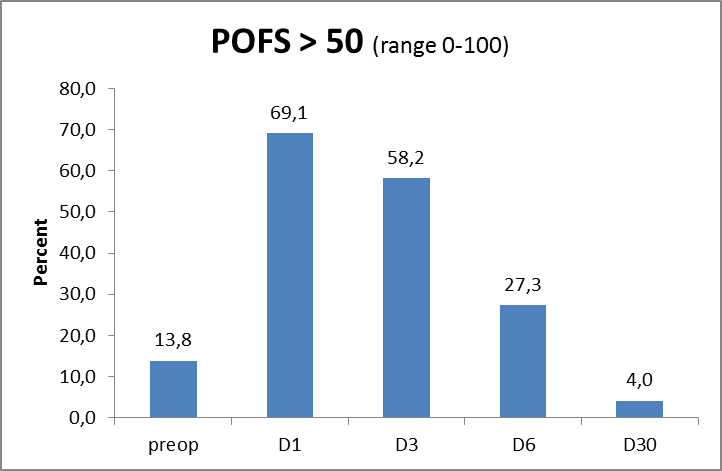 POFS > 50 (range 0-100)
80,0
70,0
60,0
50,0
40,0
30,0
20,0
10,0
0,0
Percent
13,8
69,1
58,2
27,3
4,0
preop
D1
D3
D6
D30